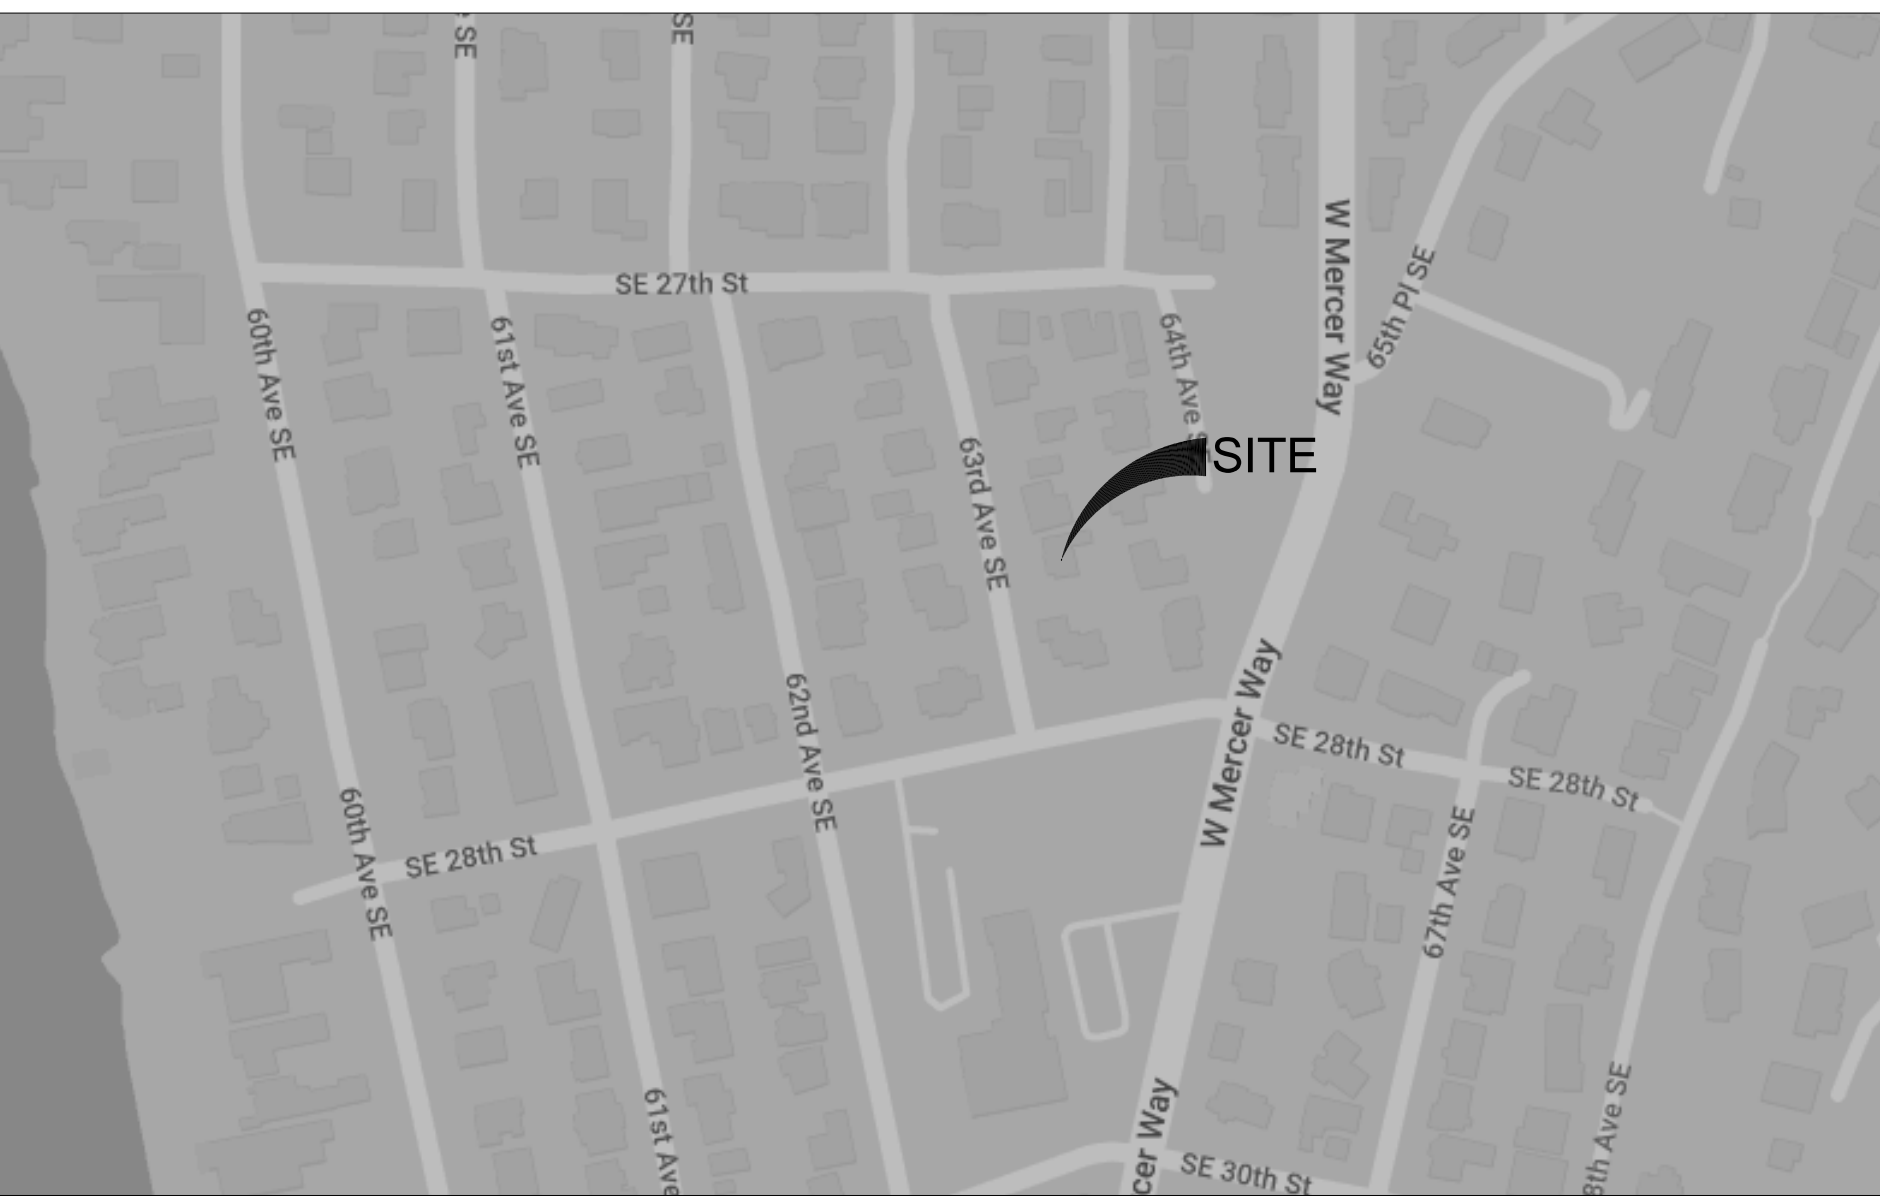 SE
SE
W Mercer Way
65th Pl SE
SE 27th St
60th Ave SE
61st Ave SE
64th Ave SE
63rd Ave SE
SITE
62nd Ave SE
W Mercer Way
SE 28th St
SE 28th St
60th Ave SE
SE 28th St
67th Ave SE
61st Ave
cer Way
8th Ave SE
SE 30th St